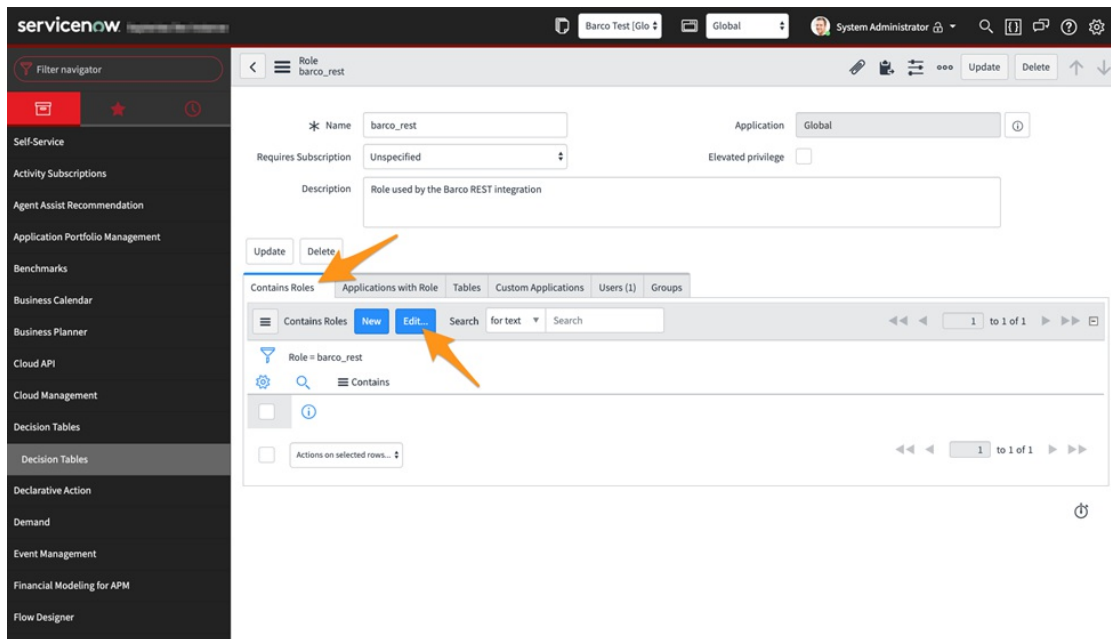 servicenow
Barco Test [Glo
Global
System Administrator
Filter navigator
Self-Service
Activity Subscriptions
Agent Assist Recommendation
Application Portfolio Management
Benchmarks
Business Calendar
Business Planner
Cloud API
Cloud Management
Decision Tables
Decision Tables
Declarative Action
Demand
Event Management
Financial Modeling for APM
Flow Designer
Role
barco_rest
Update Delete
Name barco_rest
Application Global
Requires Subscription Unspecified
Elevated privilege
Description Role used by the Barco REST integration
Update Delete
Contains Roles Applications with Role Tables Custom Applications Users (1) Groups
Contains Roles New Edit... Search for text Search 1 to 1 of 1
Role = barco_rest
Contains
Actions on selected rows... 1 to 1 of 1